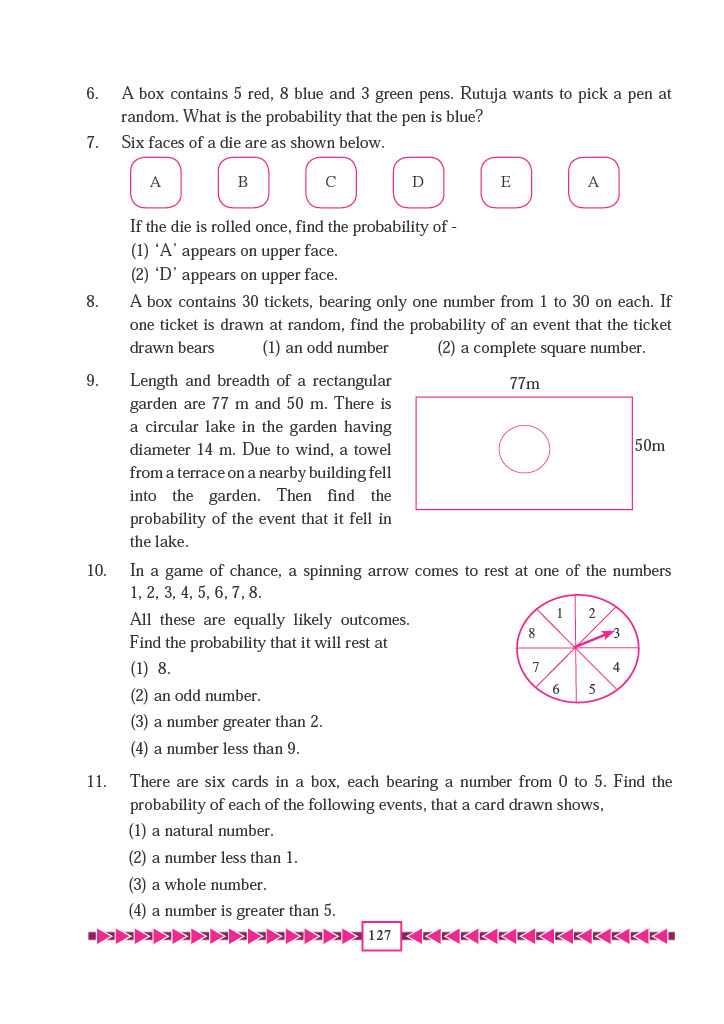 6. A box contains 5 red, 8 blue and 3 green pens. Rutuja wants to pick a pen at
random. What is the probability that the pen is blue?
7. Six faces of a die are as shown below.
A B C D E A
If the die is rolled once, find the probability of -
(1) ‘A’ appears on upper face.
(2) ‘D’ appears on upper face.
8. A box contains 30 tickets, bearing only one number from 1 to 30 on each. If
one ticket is drawn at random, find the probability of an event that the ticket
drawn bears (1) an odd number (2) a complete square number.
9. Length and breadth of a rectangular
garden are 77 m and 50 m. There is
a circular lake in the garden having
diameter 14 m. Due to wind, a towel
from a terrace on a nearby building fell
into the garden. Then find the
probability of the event that it fell in
the lake.
77m
50m
10. In a game of chance, a spinning arrow comes to rest at one of the numbers
1, 2, 3, 4, 5, 6, 7, 8.
All these are equally likely outcomes.
Find the probability that it will rest at
(1) 8.
(2) an odd number.
(3) a number greater than 2.
(4) a number less than 9.
1 2
8 3
7 4
6 5
11. There are six cards in a box, each bearing a number from 0 to 5. Find the
probability of each of the following events, that a card drawn shows,
(1) a natural number.
(2) a number less than 1.
(3) a whole number.
(4) a number is greater than 5.
127